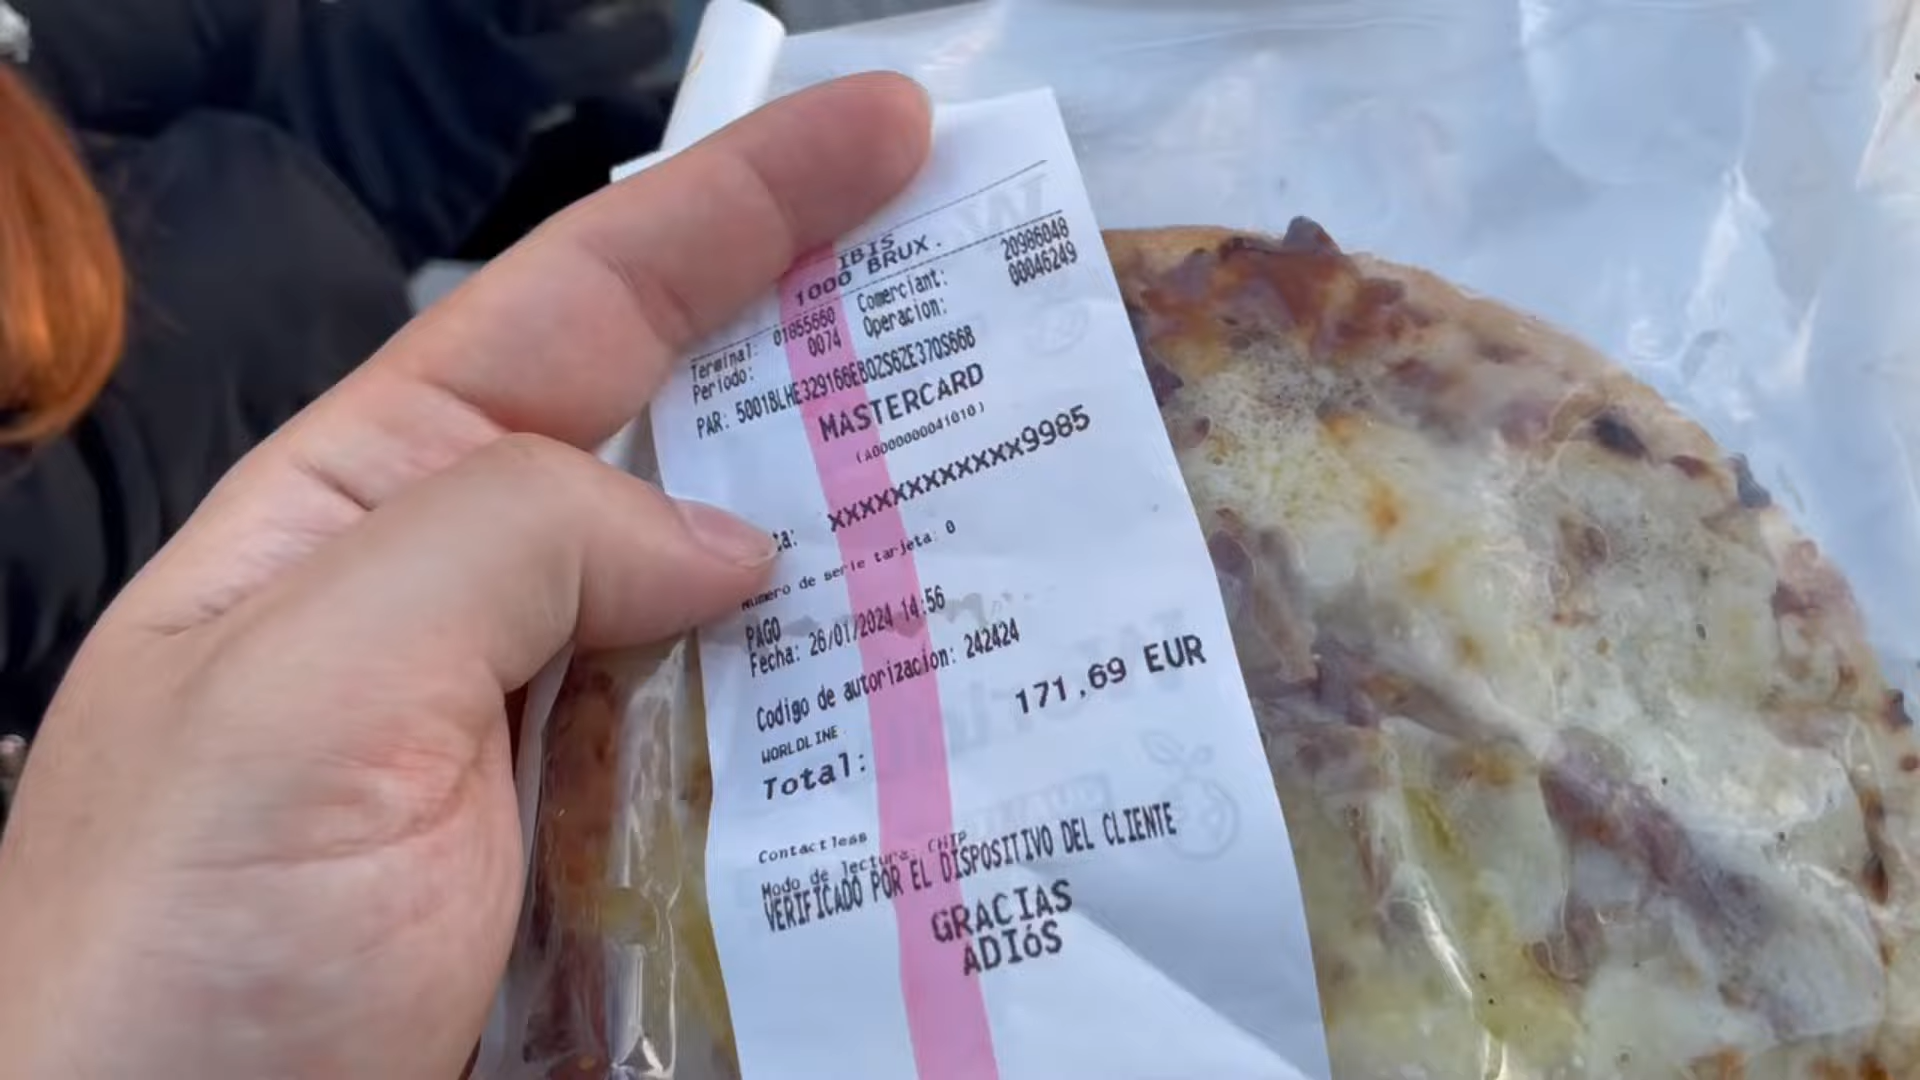 IBIS
1000 BRUX.
Terminal: 01855660 Comerciant: 20986048
Periodo: 0074 Operacion: 00046249
PAR: 5001BLHE329166EB02S62E370S668
MASTERCARD
(A0000000041010)
ta: xxxxxxxxxxxx9985
Numero de serie tarjeta: 0
PAGO
Fecha: 26/01/2024 14:56
Codigo de autorizacion: 242424
WORLDLINE
Total: 171,69 EUR
Contactless
Modo de lectura: CHIP
VERIFICADO POR EL DISPOSITIVO DEL CLIENTE
GRACIAS
ADIóS